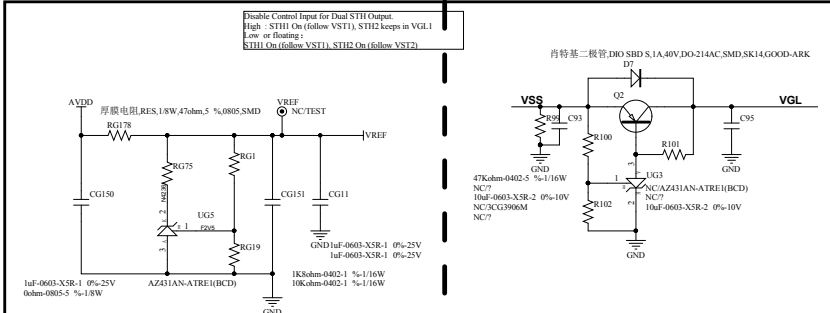 Disable Control Input for Dual STH Output.
High : STH1 On (follow VST1), STH2 keeps in VGL1
Low or floating :
STH1 On (follow VST1), STH2 On (follow VST2)
AVDD
厚膜电阻,RES,1/8W,47ohm,5 %,0805,SMD
RG178
VREF
NC/TEST
VREF
RG75
RG1
CG150
CG151
CG11
UG5
K
2
1
F2V5
A
3
RG19
GND
1uF-0603-X5R-1 0%-25V
1uF-0603-X5R-1 0%-25V
1uF-0603-X5R-1 0%-25V
0ohm-0805-5 %-1/8W
AZ431AN-ATRE1(BCD)
1K8ohm-0402-1 %-1/16W
10Kohm-0402-1 %-1/16W
GND
肖特基二极管,DIO SBD S,1A,40V,DO-214AC,SMD,SK14,GOOD-ARK
D7
VSS
Q2
VGL
R99
C93
R100
R101
C95
GND
GND
47Kohm-0402-5 %-1/16W
NC/?
10uF-0603-X5R-2 0%-10V
NC/3CG3906M
NC/?
3
1
UG3
2
NC/AZ431AN-ATRE1(BCD)
NC/?
10uF-0603-X5R-2 0%-10V
R102
GND